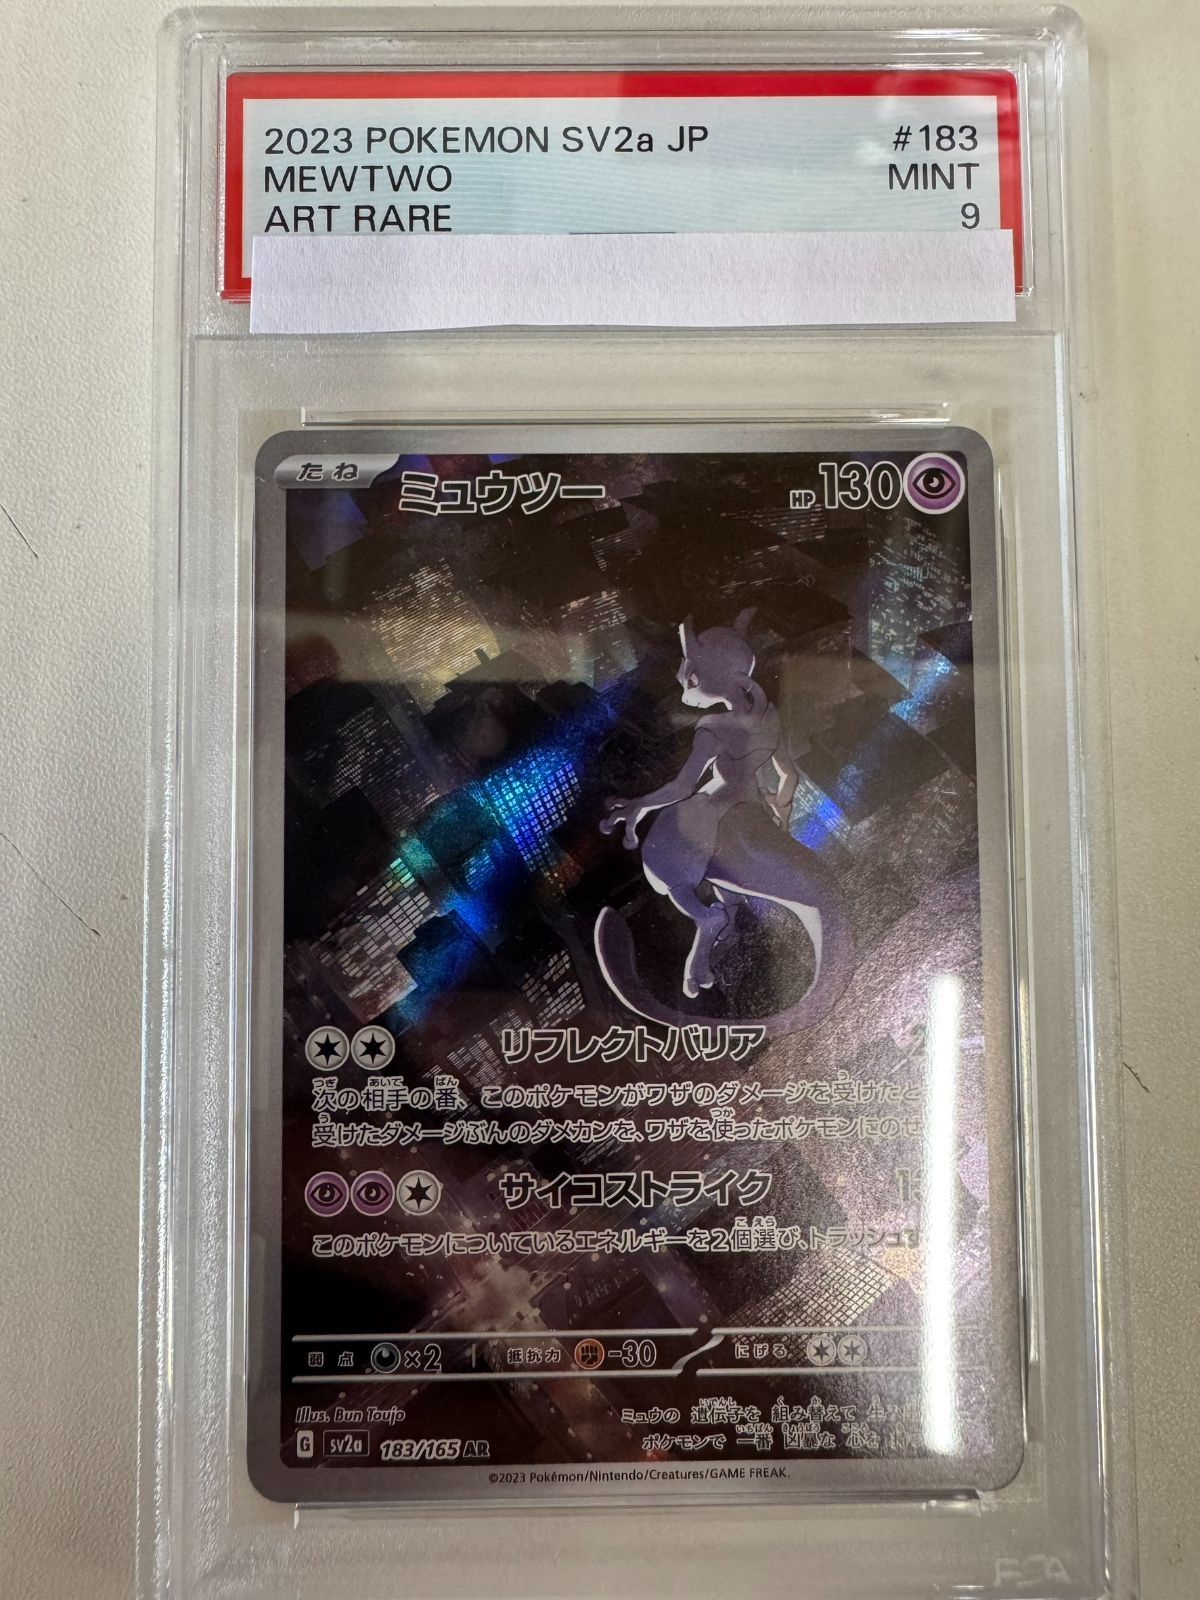 2023 POKEMON SV2a JP #183
MEWTWO MINT
ART RARE 9
たね ミュウツー HP130
リフレクトバリア
次の相手の番、このポケモンがワザのダメージを受けたと
受けたダメージぶんのダメカンを、ワザを使ったポケモンにのせ
サイコストライク
このポケモンについているエネルギーを2個選び、トラッシュす
弱点 ×2 抵抗力 -30 にげる
Illus. Bun Toujo
ミュウの 遺伝子を 組み替えて
ポケモンで 一番 凶暴な 心を
G sv2a 183/165 AR
©2023 Pokémon/Nintendo/Creatures/GAME FREAK.
PSA